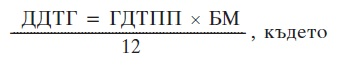 ДДТГ = ГДТПП × БМ
12 , където